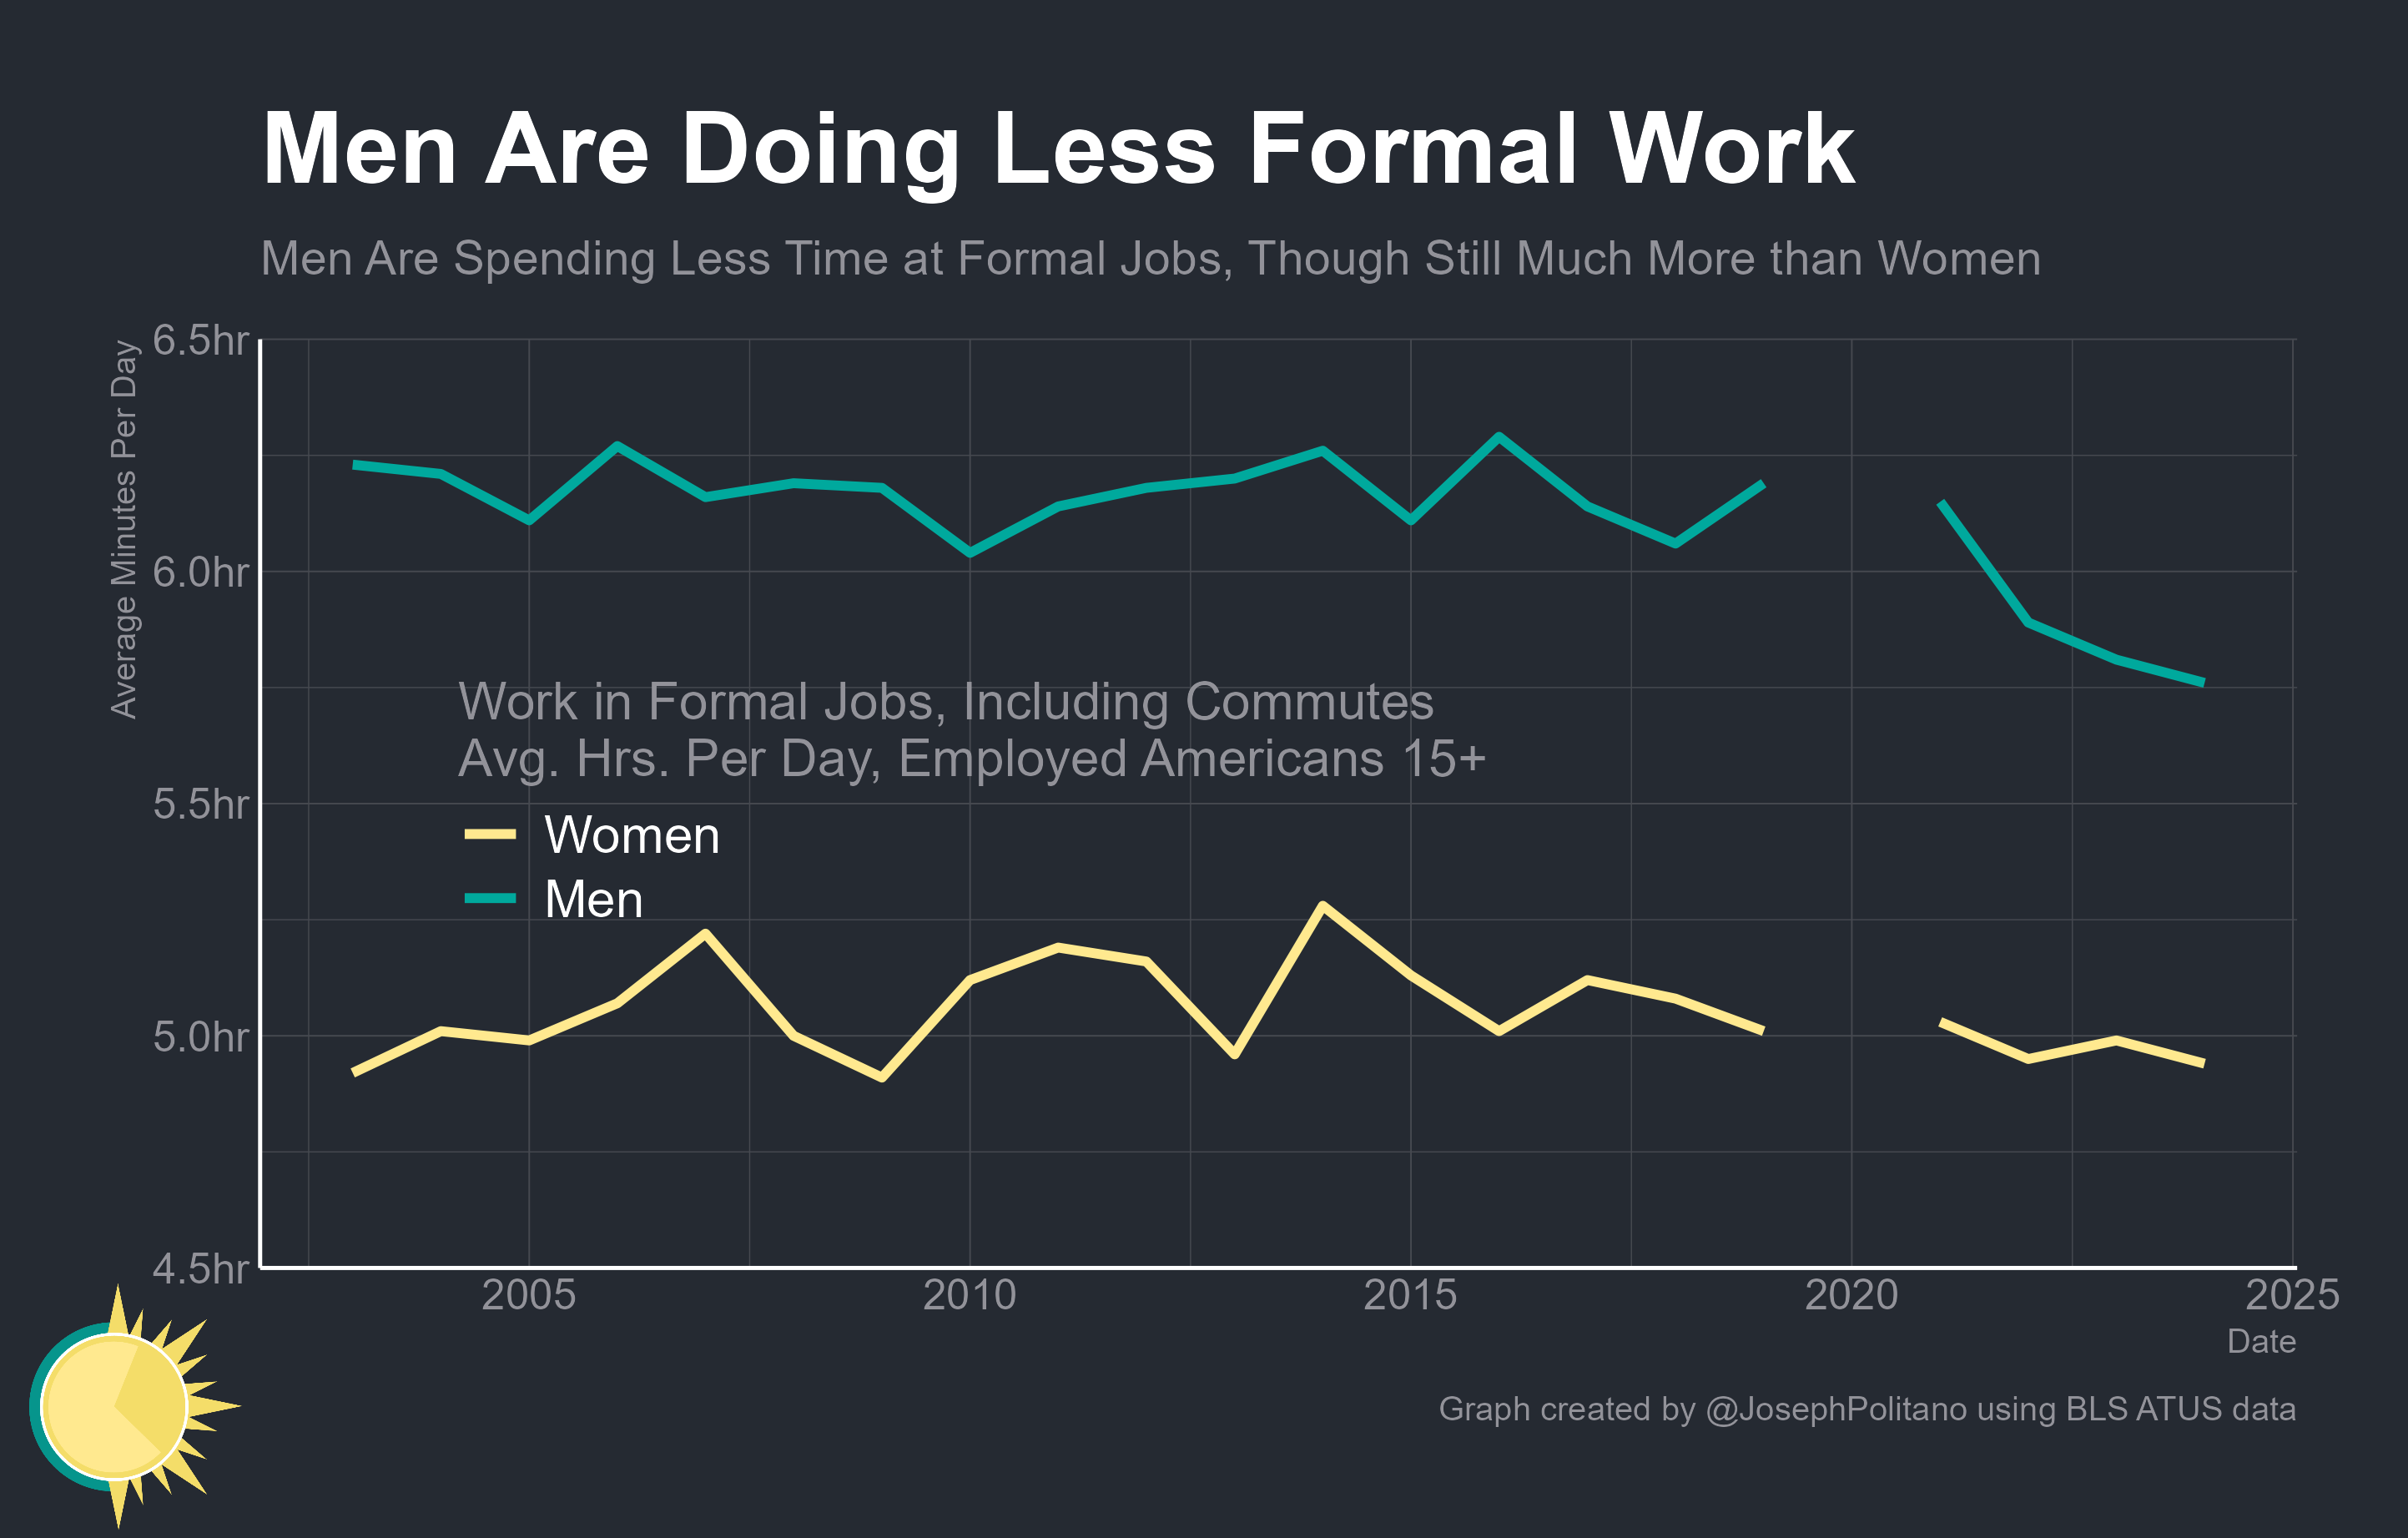 Men Are Doing Less Formal Work
Men Are Spending Less Time at Formal Jobs, Though Still Much More than Women
Average Minutes Per Day
6.5hr
6.0hr
5.5hr
5.0hr
4.5hr
Work in Formal Jobs, Including Commutes
Avg. Hrs. Per Day, Employed Americans 15+
Women
Men
2005 2010 2015 2020 2025
Date
Graph created by @JosephPolitano using BLS ATUS data